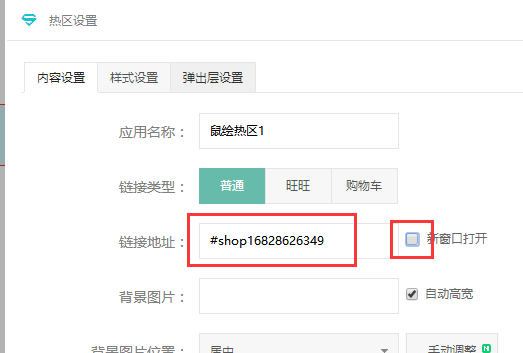 热区设置
内容设置 样式设置 弹出层设置
应用名称： 鼠绘热区1
链接类型： 普通 旺旺 购物车
链接地址： #shop16828626349 新窗口打开
背景图片： 自动高宽
背景图片位置： 居中 手动调整 N